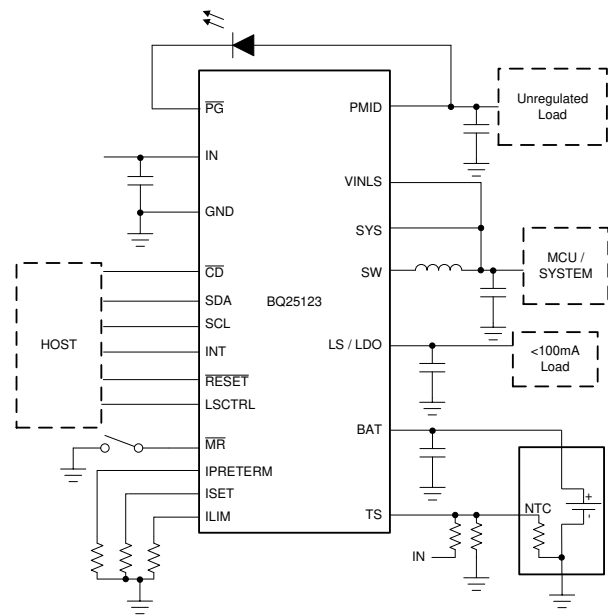 PG
IN
GND
CD
SDA
SCL
INT
RESET
LSCTRL
MR
IPRETERM
ISET
ILIM
HOST
BQ25123
PMID
VINLS
SYS
SW
LS / LDO
BAT
TS
Unregulated
Load
MCU /
SYSTEM
<100mA
Load
NTC
+
-
IN